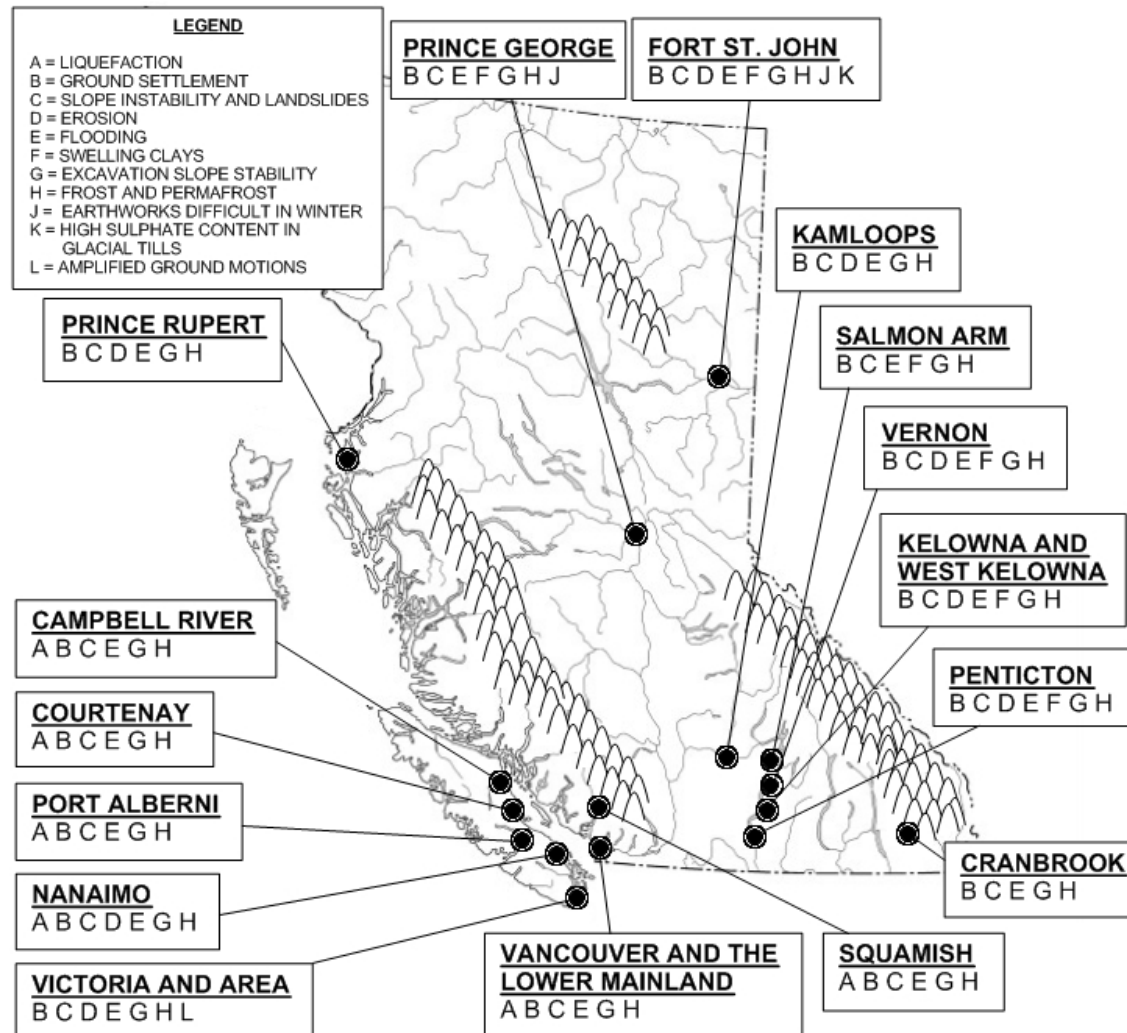 LEGEND
A = LIQUEFACTION
B = GROUND SETTLEMENT
C = SLOPE INSTABILITY AND LANDSLIDES
D = EROSION
E = FLOODING
F = SWELLING CLAYS
G = EXCAVATION SLOPE STABILITY
H = FROST AND PERMAFROST
J = EARTHWORKS DIFFICULT IN WINTER
K = HIGH SULPHATE CONTENT IN
GLACIAL TILLS
L = AMPLIFIED GROUND MOTIONS
PRINCE GEORGE
B C E F G H J
FORT ST. JOHN
B C D E F G H J K
KAMLOOPS
B C D E G H
PRINCE RUPERT
B C D E G H
SALMON ARM
B C E F G H
VERNON
B C D E F G H
KELOWNA AND
WEST KELOWNA
B C D E F G H
CAMPBELL RIVER
A B C E G H
PENTICTON
B C D E F G H
COURTENAY
A B C E G H
PORT ALBERNI
A B C E G H
CRANBROOK
B C E G H
NANAIMO
A B C D E G H
VICTORIA AND AREA
B C D E G H L
VANCOUVER AND THE
LOWER MAINLAND
A B C E G H
SQUAMISH
A B C E G H